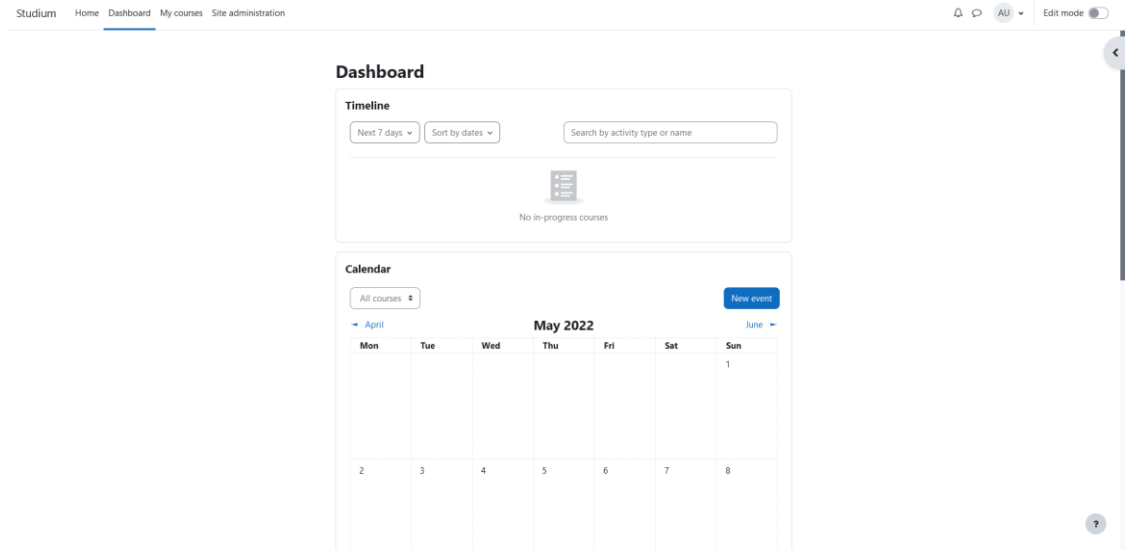 Studium Home Dashboard My courses Site administration AU Edit mode
Dashboard
Timeline
Next 7 days Sort by dates Search by activity type or name
No in-progress courses
Calendar
All courses New event
April May 2022 June
Mon Tue Wed Thu Fri Sat Sun
1
2 3 4 5 6 7 8
?